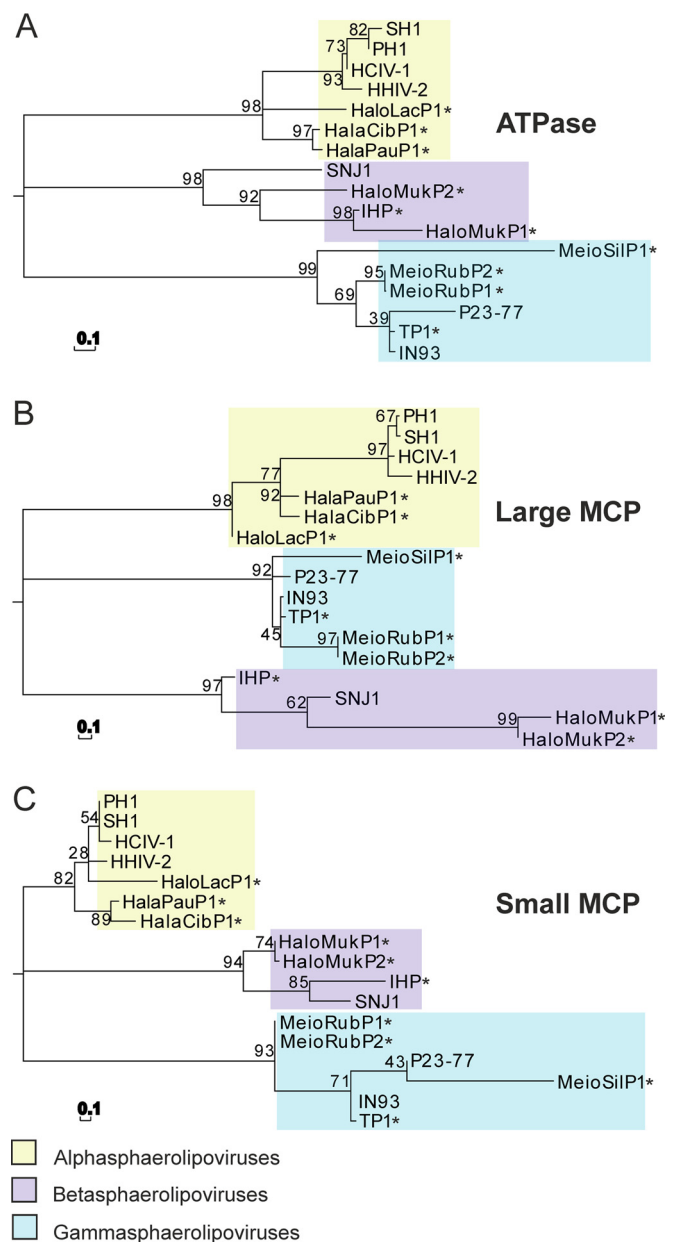 A
82 SH1
73 PH1
HCIV-1
93
HHIV-2
98
HaloLacP1*
ATPase
97 HalaCibP1*
HalaPauP1*
98 SNJ1
92 HaloMukP2*
98 IHP*
HaloMukP1*
MeioSilP1*
99
95 MeioRubP2*
69 MeioRubP1*
P23-77
39
TP1*
0.1
IN93
B
67 PH1
SH1
97 HCIV-1
77 HHIV-2
92 HalaPauP1*
98
Large MCP
HalaCibP1*
HaloLacP1*
MeioSilP1*
92
P23-77
IN93
TP1*
45
97 MeioRubP1*
MeioRubP2*
97 IHP*
62 SNJ1
99 HaloMukP1*
0.1
HaloMukP2*
C
PH1
54 SH1
HCIV-1
28
HHIV-2
82
HaloLacP1*
HalaPauP1*
Small MCP
89 HalaCibP1*
74 HaloMukP1*
94 HaloMukP2*
85 IHP*
SNJ1
MeioRubP1*
MeioRubP2*
93
43 P23-77
71 MeioSilP1*
IN93
0.1
TP1*
Alphasphaerolipoviruses
Betasphaerolipoviruses
Gammasphaerolipoviruses